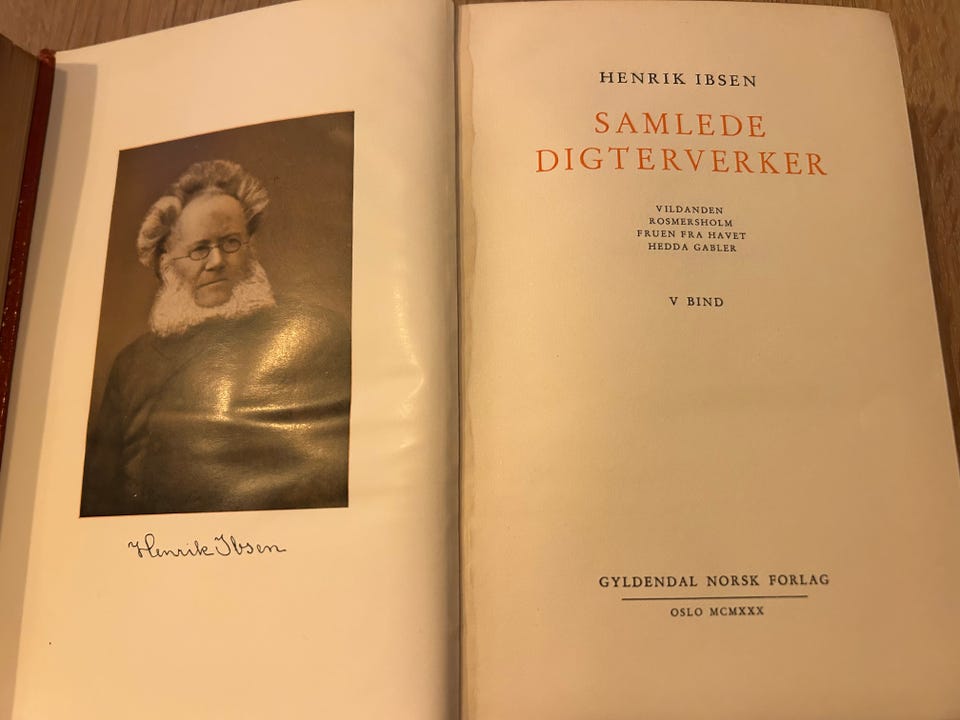 Henrik Ibsen
HENRIK IBSEN
SAMLEDE
DIGTERVERKER
VILDANDEN
ROSMERSHOLM
FRUEN FRA HAVET
HEDDA GABLER
V BIND
GYLDENDAL NORSK FORLAG
OSLO MCMXXX